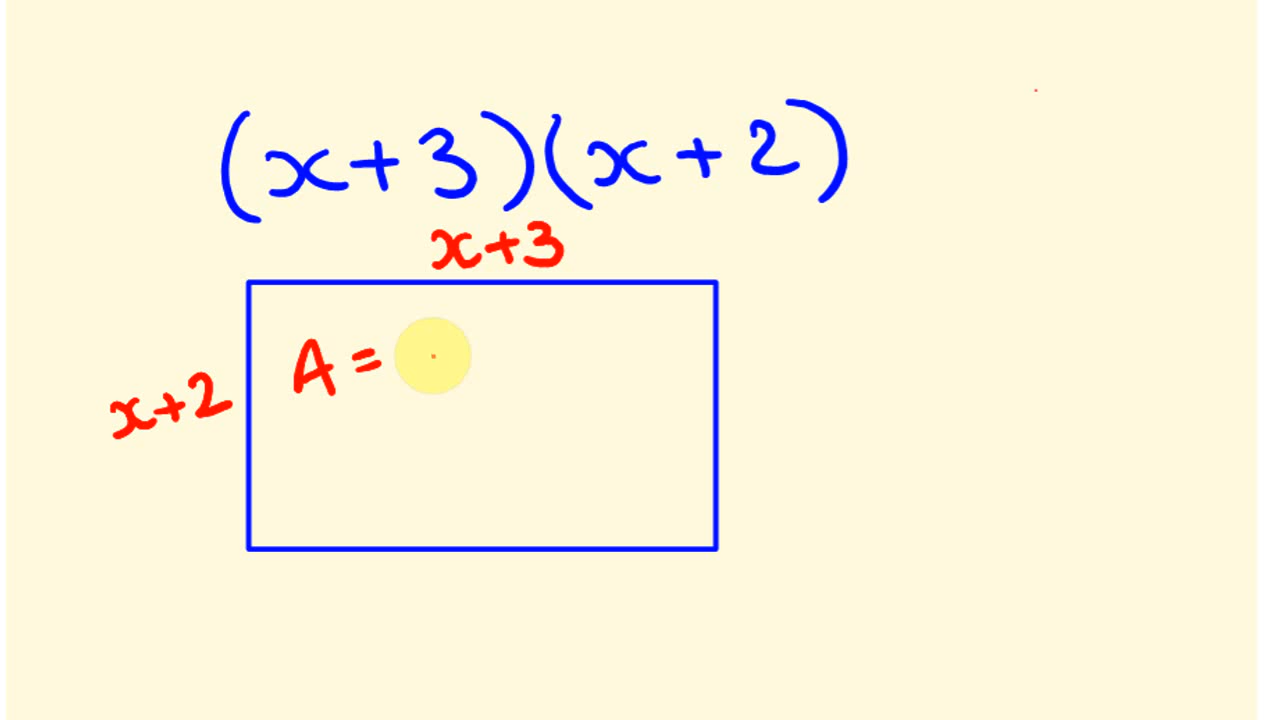 (x+3)(x+2)
x+3
A =
x+2